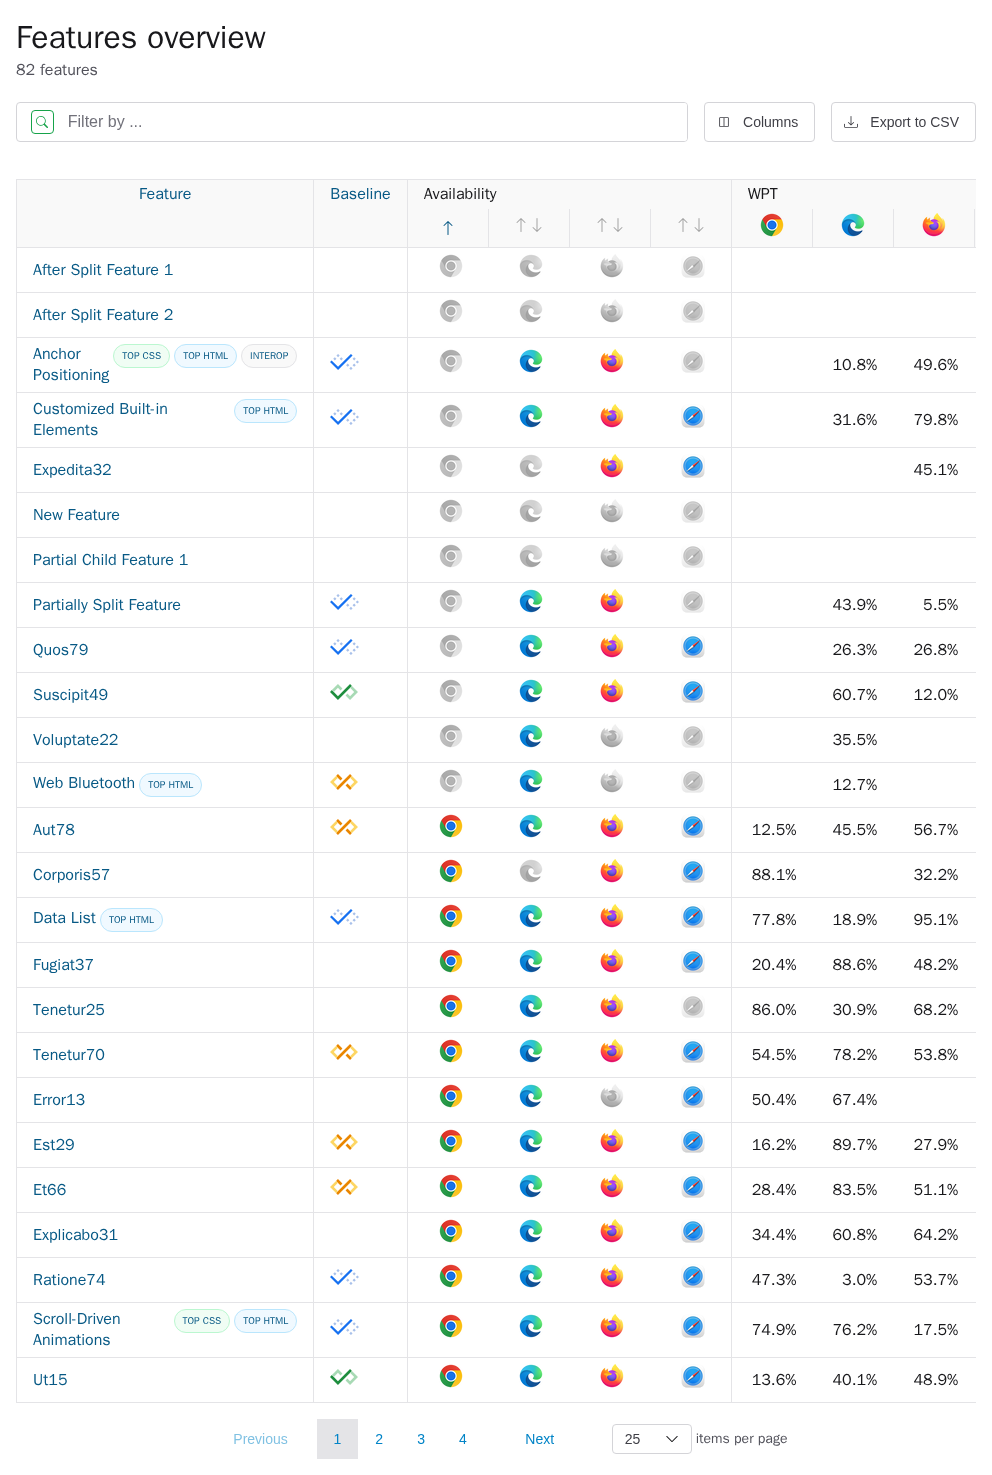 Features overview
82 features
Filter by ...
Columns
Export to CSV
Feature Baseline Availability WPT
After Split Feature 1
After Split Feature 2
Anchor Positioning TOP CSS TOP HTML INTEROP 10.8% 49.6%
Customized Built-in Elements TOP HTML 31.6% 79.8%
Expedita32 45.1%
New Feature
Partial Child Feature 1
Partially Split Feature 43.9% 5.5%
Quos79 26.3% 26.8%
Suscipit49 60.7% 12.0%
Voluptate22 35.5%
Web Bluetooth TOP HTML 12.7%
Aut78 12.5% 45.5% 56.7%
Corporis57 88.1% 32.2%
Data List TOP HTML 77.8% 18.9% 95.1%
Fugiat37 20.4% 88.6% 48.2%
Tenetur25 86.0% 30.9% 68.2%
Tenetur70 54.5% 78.2% 53.8%
Error13 50.4% 67.4%
Est29 16.2% 89.7% 27.9%
Et66 28.4% 83.5% 51.1%
Explicabo31 34.4% 60.8% 64.2%
Ratione74 47.3% 3.0% 53.7%
Scroll-Driven Animations TOP CSS TOP HTML 74.9% 76.2% 17.5%
Ut15 13.6% 40.1% 48.9%
Previous 1 2 3 4 Next 25 items per page